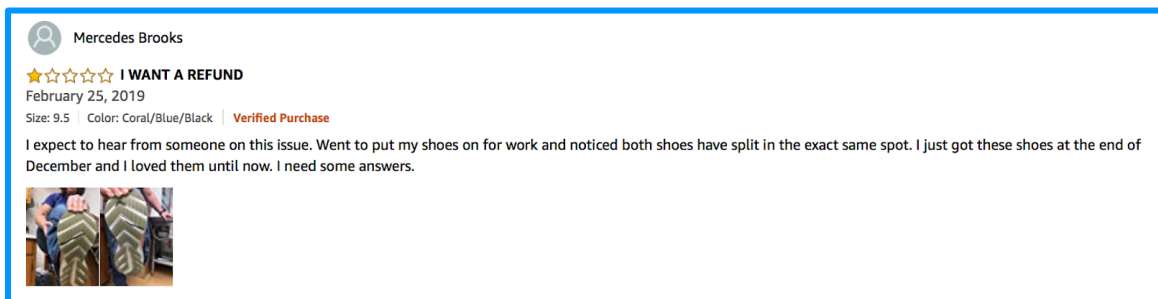 Mercedes Brooks
I WANT A REFUND
February 25, 2019
Size: 9.5 Color: Coral/Blue/Black Verified Purchase
I expect to hear from someone on this issue. Went to put my shoes on for work and noticed both shoes have split in the exact same spot. I just got these shoes at the end of
December and I loved them until now. I need some answers.